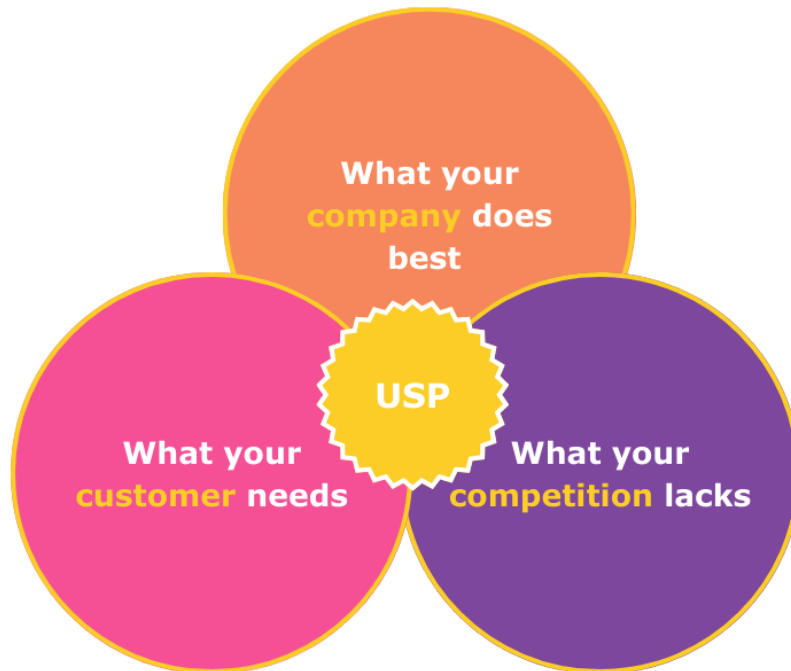 What your
company does
best
USP
What your
customer needs
What your
competition lacks